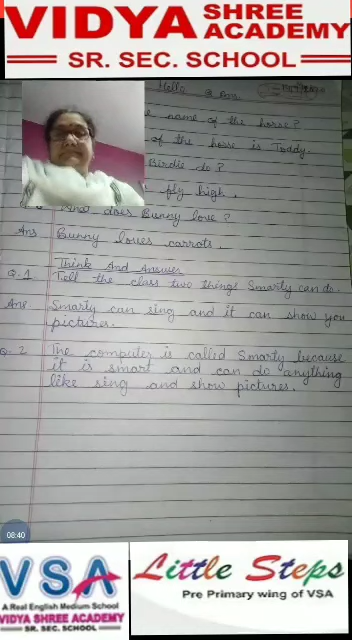 VIDYA SHREE ACADEMY
SR. SEC. SCHOOL
Hello
name of the horse?
of the horse is Toddy.
Birdie do?
fly high.
What does Bunny love?
Ans Bunny loves carrots.
Think And Answer
Q.1 Tell the class two things Smarty can do.
Ans Smarty can sing and it can show you
pictures.
Q.2 The computer is called Smarty because
it is smart and can do anything
like sing and show pictures.
08:40
VSA
A Real English Medium School
VIDYA SHREE ACADEMY
SR. SEC. SCHOOL
Little Steps
Pre Primary wing of VSA